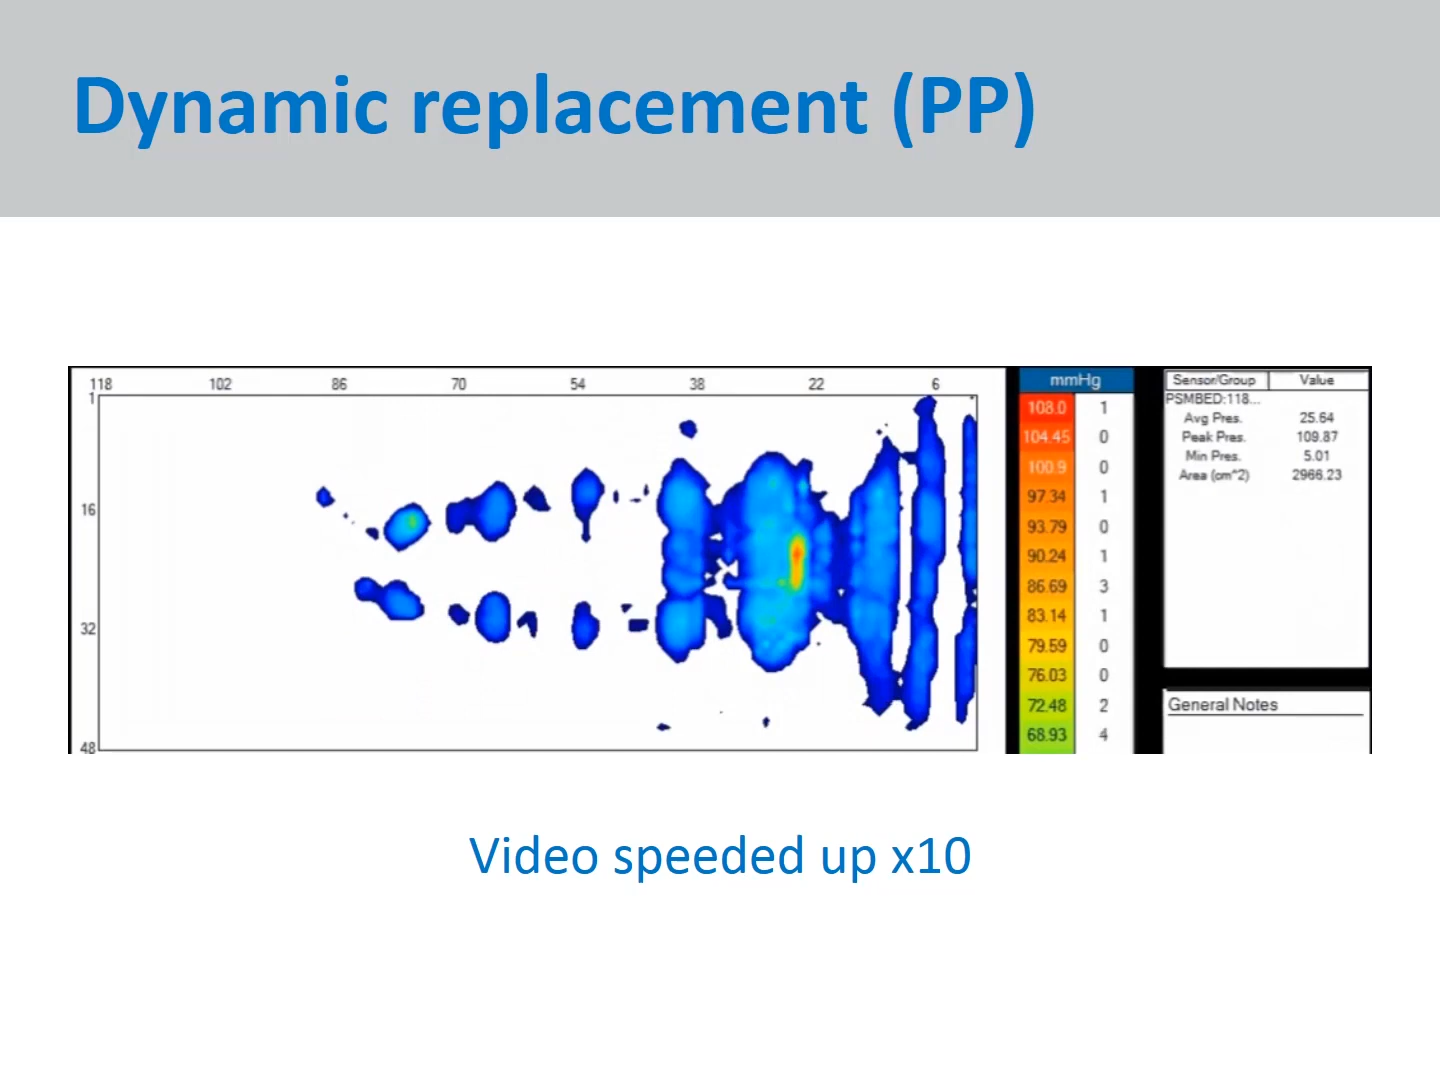 Dynamic replacement (PP)
118 102 86 70 54 38 22 6
1
16
32
48
mmHg
108.0 1
104.45 0
100.9 0
97.34 1
93.79 0
90.24 1
86.69 3
83.14 1
79.59 0
76.03 0
72.48 2
68.93 4
Sensor/Group Value
PSMBED:118...
Avg Pres. 25.64
Peak Pres. 109.87
Min Pres. 5.01
Area (cm^2) 2966.23
General Notes
Video speeded up x10